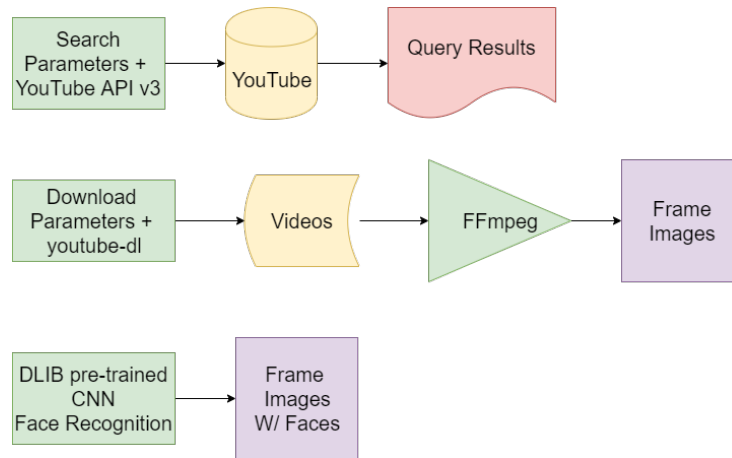 Search
Parameters +
YouTube API v3
YouTube
Query Results
Download
Parameters +
youtube-dl
Videos
FFmpeg
Frame
Images
DLIB pre-trained
CNN
Face Recognition
Frame
Images
W/ Faces